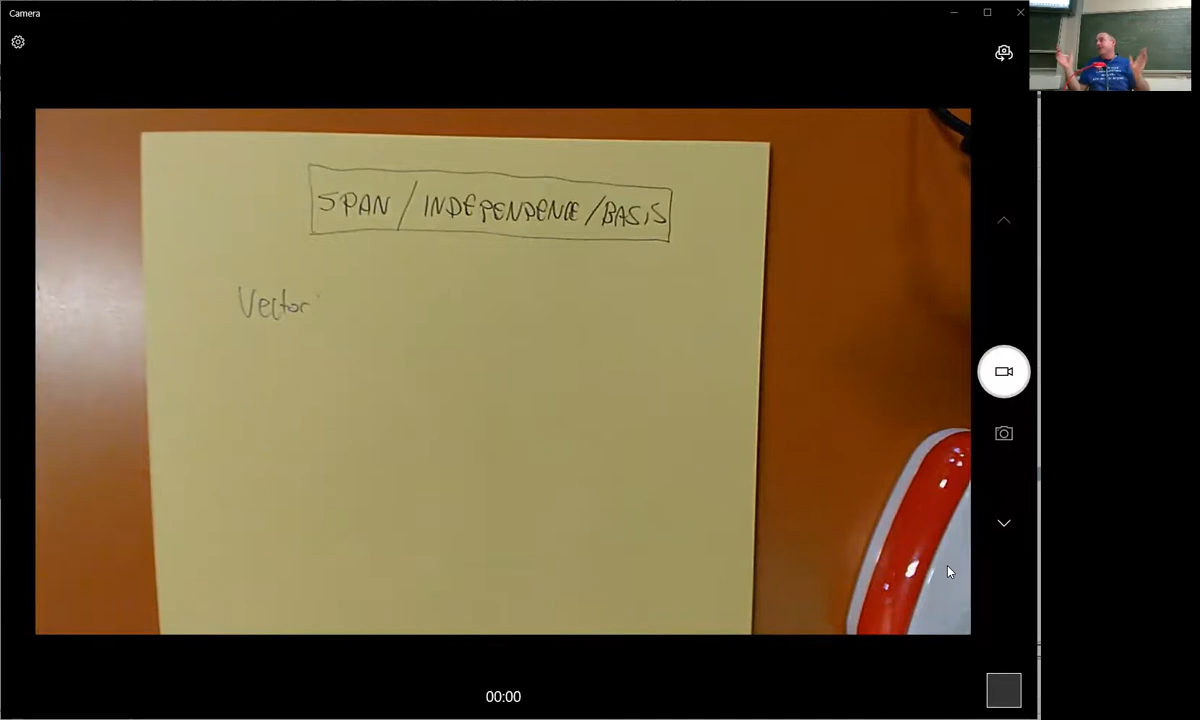 Camera
SPAN / INDEPENDENCE / BASIS
Vector
00:00